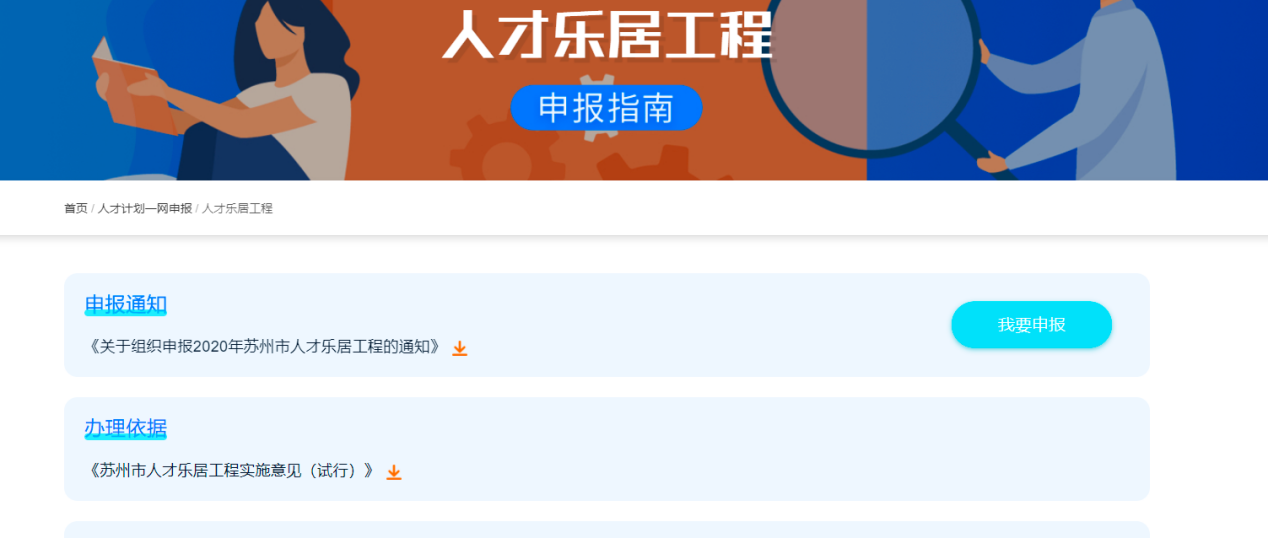 人才乐居工程
申报指南
首页 / 人才计划一网申报 / 人才乐居工程
申报通知
我要申报
《关于组织申报2020年苏州市人才乐居工程的通知》
办理依据
《苏州市人才乐居工程实施意见（试行）》